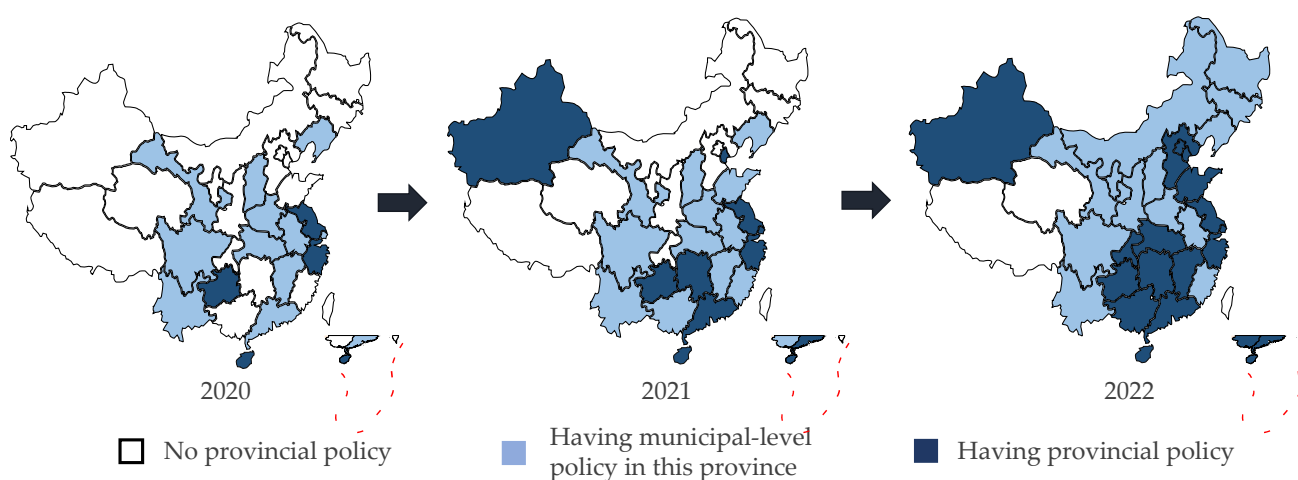 2020
2021
2022
No provincial policy
Having municipal-level
policy in this province
Having provincial policy